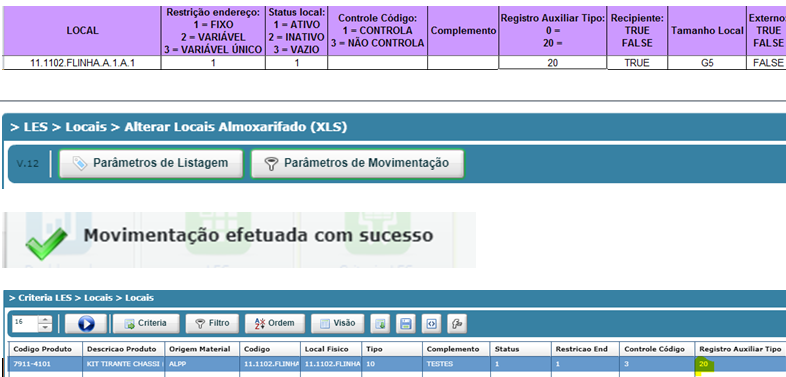 LOCAL
Restrição endereço:
1 = FIXO
2 = VARIÁVEL
3 = VARIÁVEL ÚNICO
Status local:
1 = ATIVO
2 = INATIVO
3 = VAZIO
Controle Código:
1 = CONTROLA
3 = NÃO CONTROLA
Complemento
Registro Auxiliar Tipo:
0 =
20 =
Recipiente:
TRUE
FALSE
Tamanho Local
Externo
TRUE
FALSE
11.1102.FLINHA.A.1.A.1 1 1 20 TRUE G5 FALSE
> LES > Locais > Alterar Locais Almoxarifado (XLS)
V.12 Parâmetros de Listagem Parâmetros de Movimentação
Movimentação efetuada com sucesso
> Criteria LES > Locais > Locais
16 Criteria Filtro Ordem Visão
Codigo Produto Descricao Produto Origem Material Codigo Local Fisico Tipo Complemento Status Restricao End Controle Código Registro Auxiliar Tipo
7911-4101 KIT TIRANTE CHASSI ALPP 11.1102.FLINHA 11.1102.FLINHA 10 TESTES 1 1 3 20